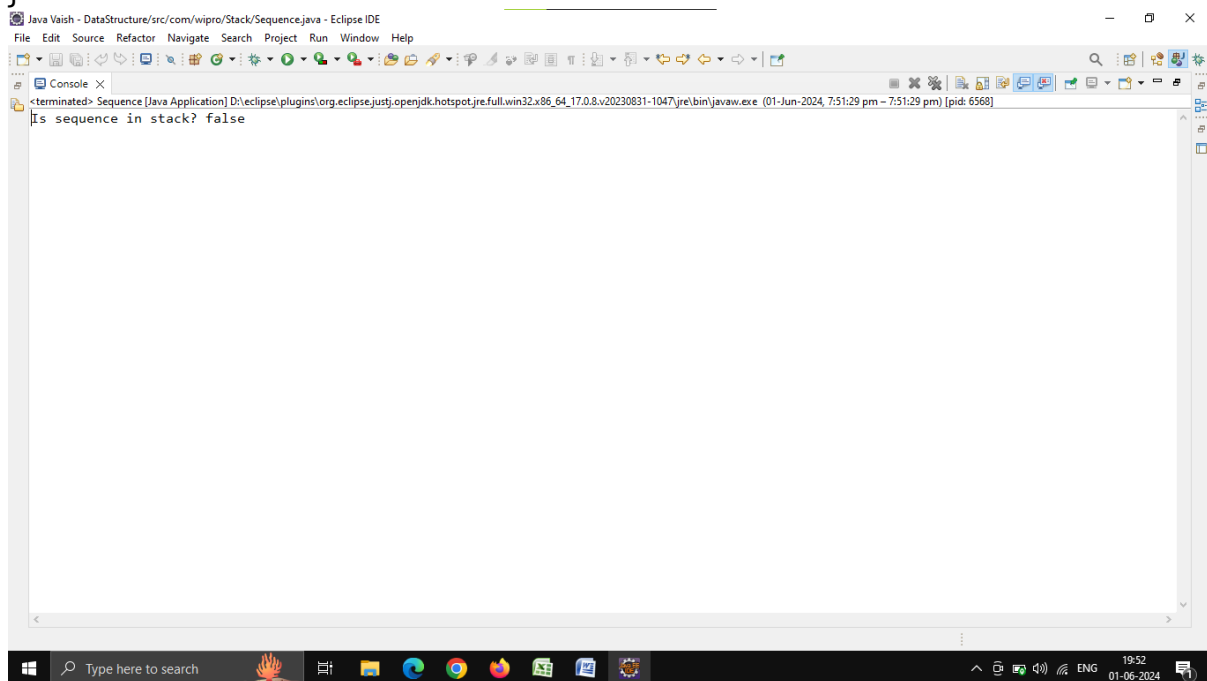 }
Java Vaish - DataStructure/src/com/wipro/Stack/Sequence.java - Eclipse IDE
File Edit Source Refactor Navigate Search Project Run Window Help
Console
<terminated> Sequence [Java Application] D:\eclipse\plugins\org.eclipse.justj.openjdk.hotspot.jre.full.win32.x86_64_17.0.8.v20230831-1047\jre\bin\javaw.exe (01-Jun-2024, 7:51:29 pm – 7:51:29 pm) [pid: 6568]
Is sequence in stack? false
Type here to search
ENG
19:52
01-06-2024
1